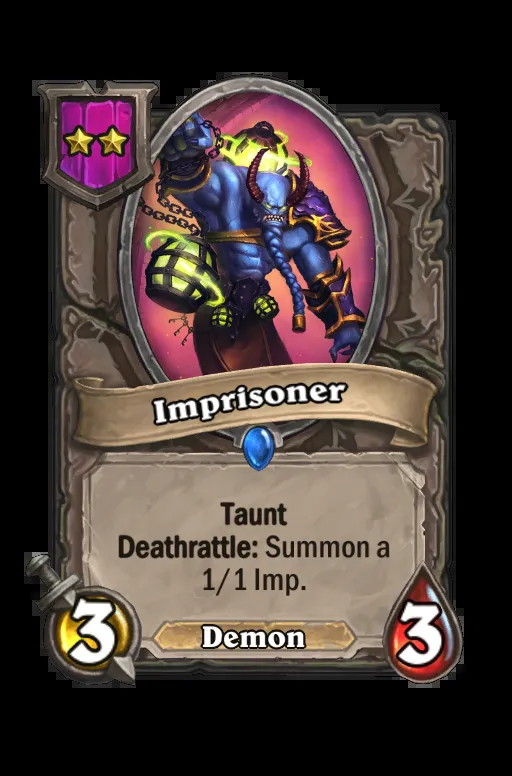 Imprisoner
Taunt
Deathrattle: Summon a
1/1 Imp.
3
Demon
3